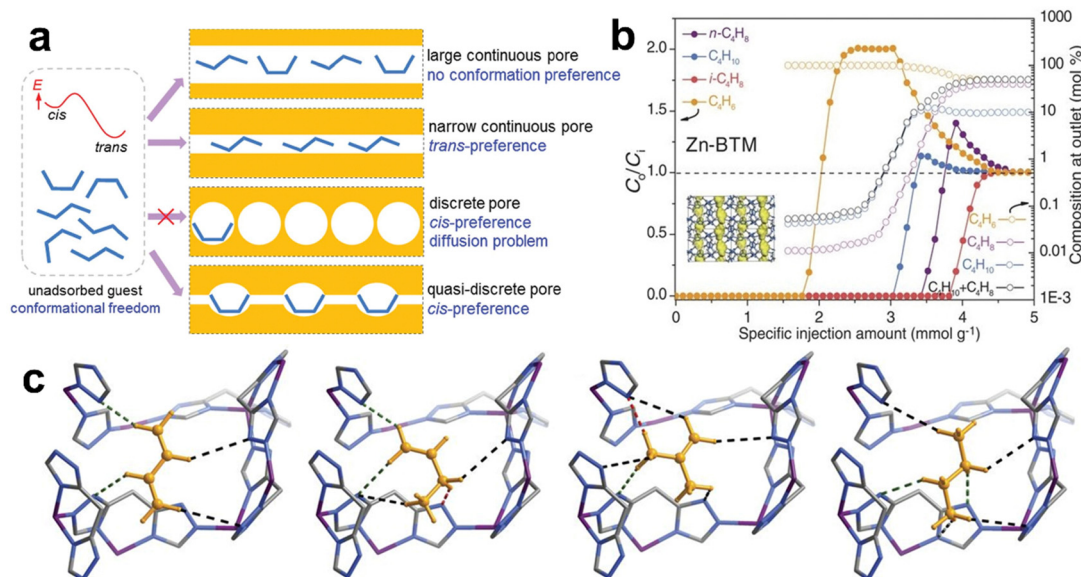 a
E
cis
trans
unadsorbed guest
conformational freedom
large continuous pore
no conformation preference
narrow continuous pore
trans-preference
discrete pore
cis-preference
diffusion problem
quasi-discrete pore
cis-preference
b
n-C₄H₈
C₄H₁₀
i-C₄H₈
C₄H₆
Zn-BTM
C₄H₆
C₄H₈
C₄H₁₀
C₄H₁₀+C₄H₈
Cₒ/Cᵢ
2.0
1.5
1.0
0.5
0.0
0
1
2
3
4
5
Specific injection amount (mmol g⁻¹)
1000
100
10
1
0.1
0.01
1E-3
Composition at outlet (mol %)
c